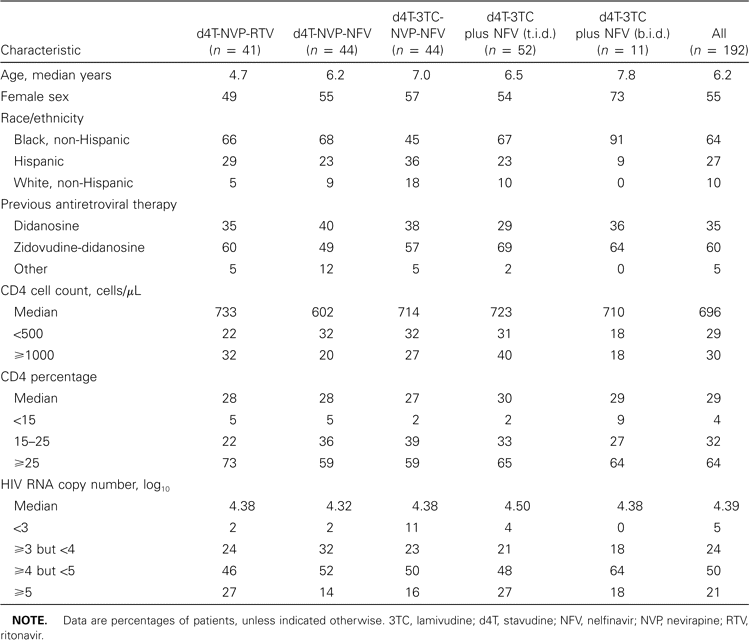 Characteristic d4T-NVP-RTV (n = 41) d4T-NVP-NFV (n = 44) d4T-3TC-NVP-NFV (n = 44) d4T-3TC plus NFV (t.i.d.) (n = 52) d4T-3TC plus NFV (b.i.d.) (n = 11) All (n = 192)
Age, median years 4.7 6.2 7.0 6.5 7.8 6.2
Female sex 49 55 57 54 73 55
Race/ethnicity
Black, non-Hispanic 66 68 45 67 91 64
Hispanic 29 23 36 23 9 27
White, non-Hispanic 5 9 18 10 0 10
Previous antiretroviral therapy
Didanosine 35 40 38 29 36 35
Zidovudine-didanosine 60 49 57 69 64 60
Other 5 12 5 2 0 5
CD4 cell count, cells/μL
Median 733 602 714 723 710 696
<500 22 32 32 31 18 29
⩾1000 32 20 27 40 18 30
CD4 percentage
Median 28 28 27 30 29 29
<15 5 5 2 2 9 4
15–25 22 36 39 33 27 32
⩾25 73 59 59 65 64 64
HIV RNA copy number, log10
Median 4.38 4.32 4.38 4.50 4.38 4.39
<3 2 2 11 4 0 5
⩾3 but <4 24 32 23 21 18 24
⩾4 but <5 46 52 50 48 64 50
⩾5 27 14 16 27 18 21
NOTE. Data are percentages of patients, unless indicated otherwise. 3TC, lamivudine; d4T, stavudine; NFV, nelfinavir; NVP, nevirapine; RTV,
ritonavir.